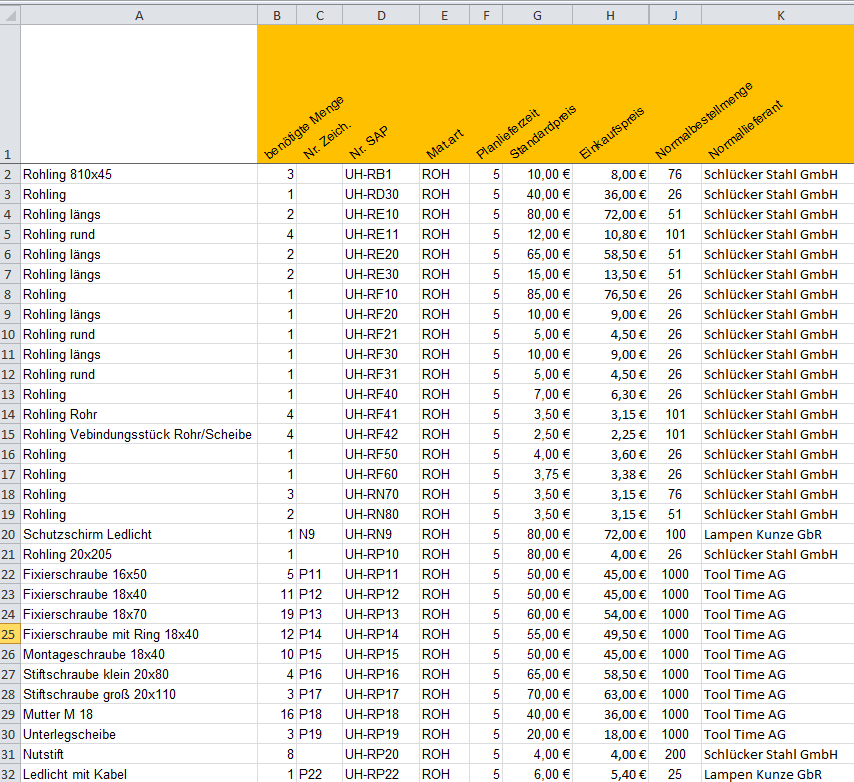 A B C D E F G H J K
1 benötigte Menge Nr. Zeich. Nr. SAP Mat.art Planlieferzeit Standardpreis Einkaufspreis Normalbestellmenge Normallieferant
2 Rohling 810x45 3 UH-RB1 ROH 5 10,00 € 8,00 € 76 Schlücker Stahl GmbH
3 Rohling 1 UH-RD30 ROH 5 40,00 € 36,00 € 26 Schlücker Stahl GmbH
4 Rohling längs 2 UH-RE10 ROH 5 80,00 € 72,00 € 51 Schlücker Stahl GmbH
5 Rohling rund 4 UH-RE11 ROH 5 12,00 € 10,80 € 101 Schlücker Stahl GmbH
6 Rohling längs 2 UH-RE20 ROH 5 65,00 € 58,50 € 51 Schlücker Stahl GmbH
7 Rohling längs 2 UH-RE30 ROH 5 15,00 € 13,50 € 51 Schlücker Stahl GmbH
8 Rohling 1 UH-RF10 ROH 5 85,00 € 76,50 € 26 Schlücker Stahl GmbH
9 Rohling längs 1 UH-RF20 ROH 5 10,00 € 9,00 € 26 Schlücker Stahl GmbH
10 Rohling rund 1 UH-RF21 ROH 5 5,00 € 4,50 € 26 Schlücker Stahl GmbH
11 Rohling längs 1 UH-RF30 ROH 5 10,00 € 9,00 € 26 Schlücker Stahl GmbH
12 Rohling rund 1 UH-RF31 ROH 5 5,00 € 4,50 € 26 Schlücker Stahl GmbH
13 Rohling 1 UH-RF40 ROH 5 7,00 € 6,30 € 26 Schlücker Stahl GmbH
14 Rohling Rohr 4 UH-RF41 ROH 5 3,50 € 3,15 € 101 Schlücker Stahl GmbH
15 Rohling Vebindungsstück Rohr/Scheibe 4 UH-RF42 ROH 5 2,50 € 2,25 € 101 Schlücker Stahl GmbH
16 Rohling 1 UH-RF50 ROH 5 4,00 € 3,60 € 26 Schlücker Stahl GmbH
17 Rohling 1 UH-RF60 ROH 5 3,75 € 3,38 € 26 Schlücker Stahl GmbH
18 Rohling 3 UH-RN70 ROH 5 3,50 € 3,15 € 76 Schlücker Stahl GmbH
19 Rohling 2 UH-RN80 ROH 5 3,50 € 3,15 € 51 Schlücker Stahl GmbH
20 Schutzschirm Ledlicht 1 N9 UH-RN9 ROH 5 80,00 € 72,00 € 100 Lampen Kunze GbR
21 Rohling 20x205 1 UH-RP10 ROH 5 80,00 € 4,00 € 26 Schlücker Stahl GmbH
22 Fixierschraube 16x50 5 P11 UH-RP11 ROH 5 50,00 € 45,00 € 1000 Tool Time AG
23 Fixierschraube 18x40 11 P12 UH-RP12 ROH 5 50,00 € 45,00 € 1000 Tool Time AG
24 Fixierschraube 18x70 19 P13 UH-RP13 ROH 5 60,00 € 54,00 € 1000 Tool Time AG
25 Fixierschraube mit Ring 18x40 12 P14 UH-RP14 ROH 5 55,00 € 49,50 € 1000 Tool Time AG
26 Montageschraube 18x40 10 P15 UH-RP15 ROH 5 50,00 € 45,00 € 1000 Tool Time AG
27 Stiftschraube klein 20x80 4 P16 UH-RP16 ROH 5 65,00 € 58,50 € 1000 Tool Time AG
28 Stiftschraube groß 20x110 3 P17 UH-RP17 ROH 5 70,00 € 63,00 € 1000 Tool Time AG
29 Mutter M 18 16 P18 UH-RP18 ROH 5 40,00 € 36,00 € 1000 Tool Time AG
30 Unterlegscheibe 3 P19 UH-RP19 ROH 5 20,00 € 18,00 € 1000 Tool Time AG
31 Nutstift 8 UH-RP20 ROH 5 4,00 € 4,00 € 200 Schlücker Stahl GmbH
32 Ledlicht mit Kabel 1 P22 UH-RP22 ROH 5 6,00 € 5,40 € 25 Lampen Kunze GbR